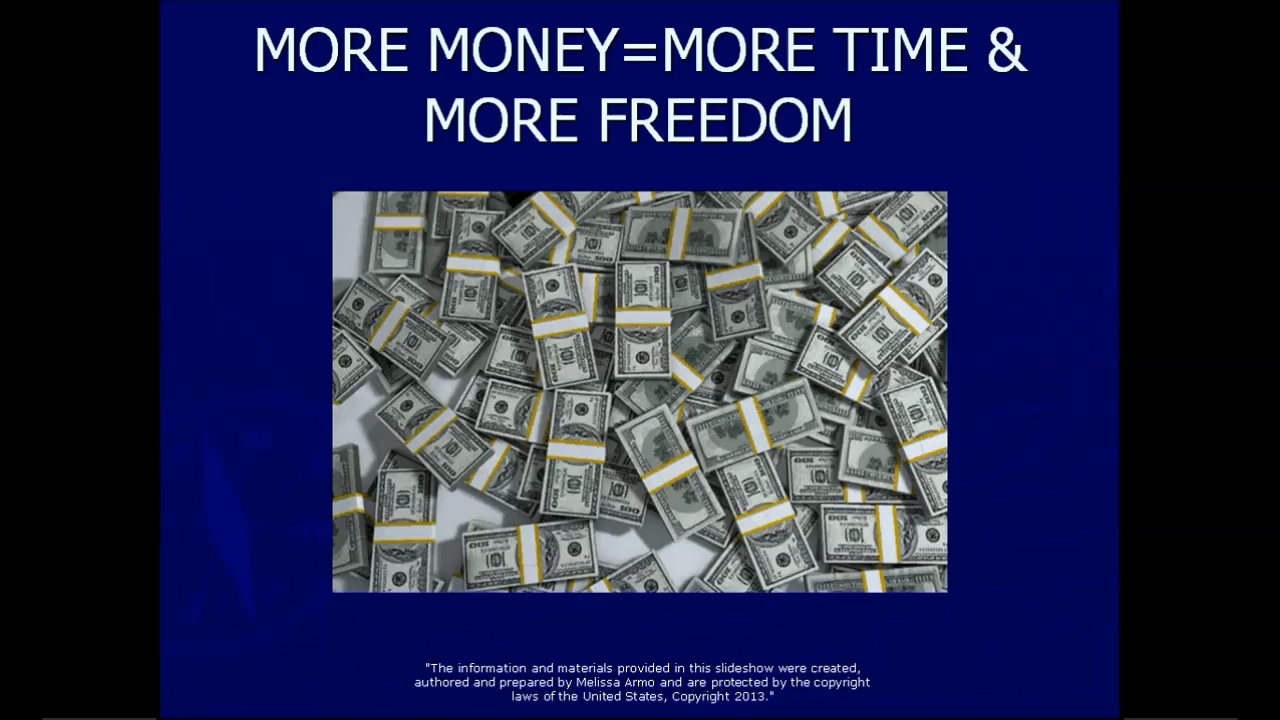 MORE MONEY=MORE TIME &
MORE FREEDOM
"The information and materials provided in this slideshow were created,
authored and prepared by Melissa Armo and are protected by the copyright
laws of the United States, Copyright 2013."